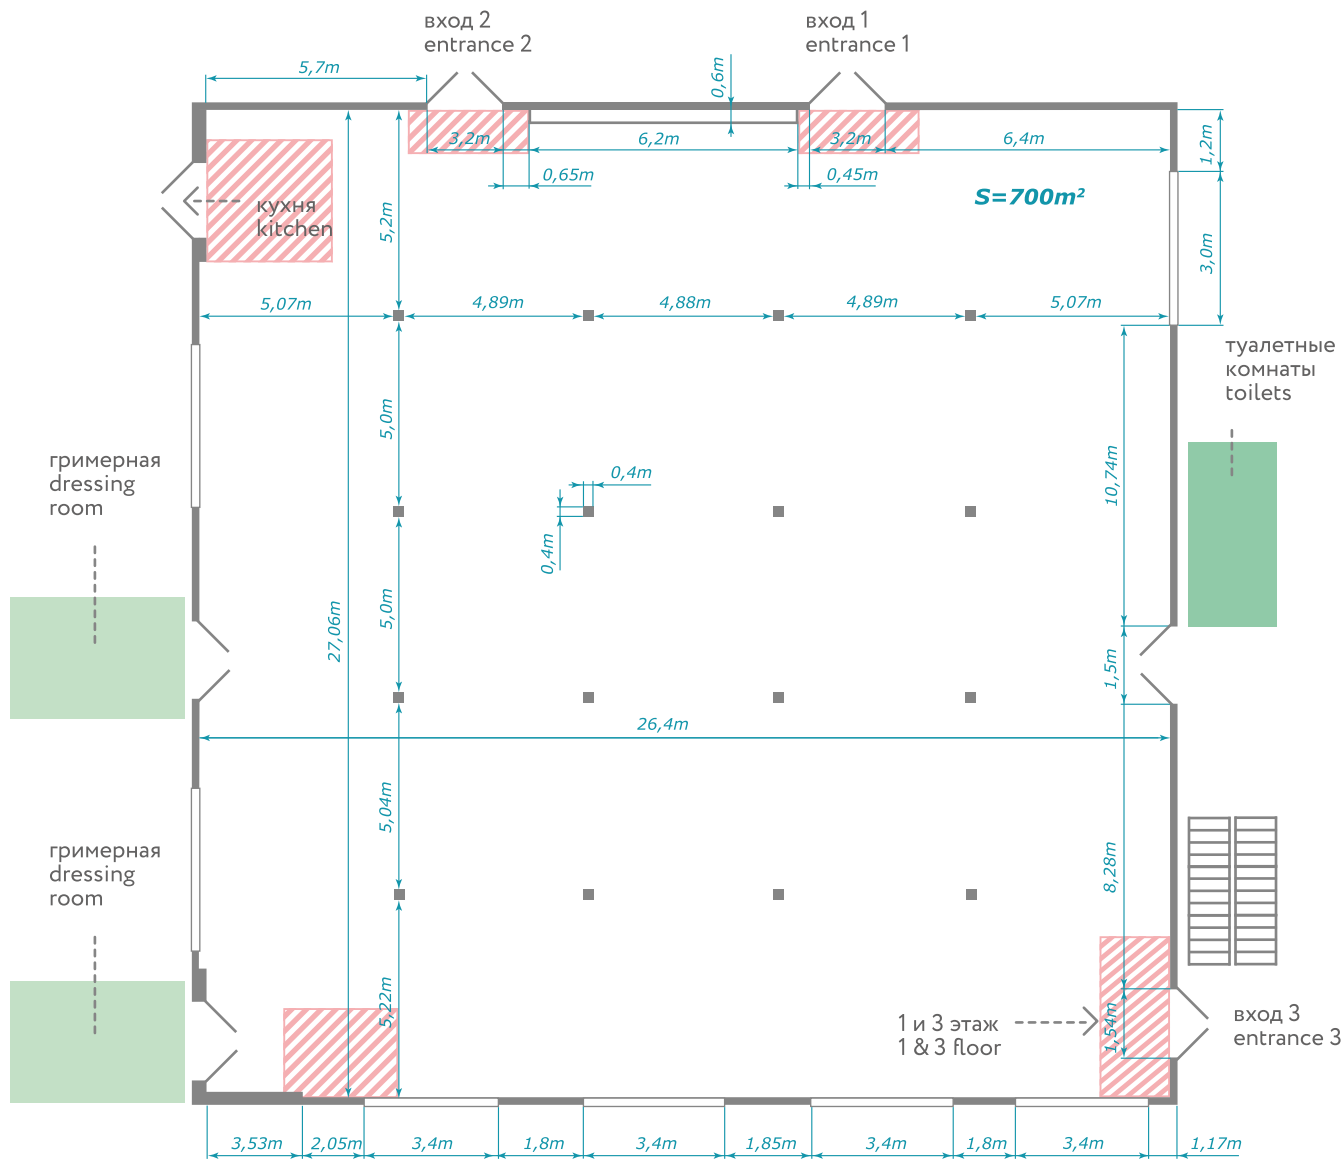 вход 2
entrance 2
вход 1
entrance 1
5,7m
0,6m
3,2m
6,2m
3,2m
6,4m
1,2m
0,65m
0,45m
S=700m²
кухня
kitchen
5,2m
3,0m
5,07m
4,89m
4,88m
4,89m
5,07m
туалетные
комнаты
toilets
5,0m
гримерная
dressing
room
0,4m
0,4m
10,74m
5,0m
27,06m
1,5m
26,4m
5,04m
гримерная
dressing
room
8,28m
5,22m
1 и 3 этаж
1 & 3 floor
1,54m
вход 3
entrance 3
3,53m
2,05m
3,4m
1,8m
3,4m
1,85m
3,4m
1,8m
3,4m
1,17m